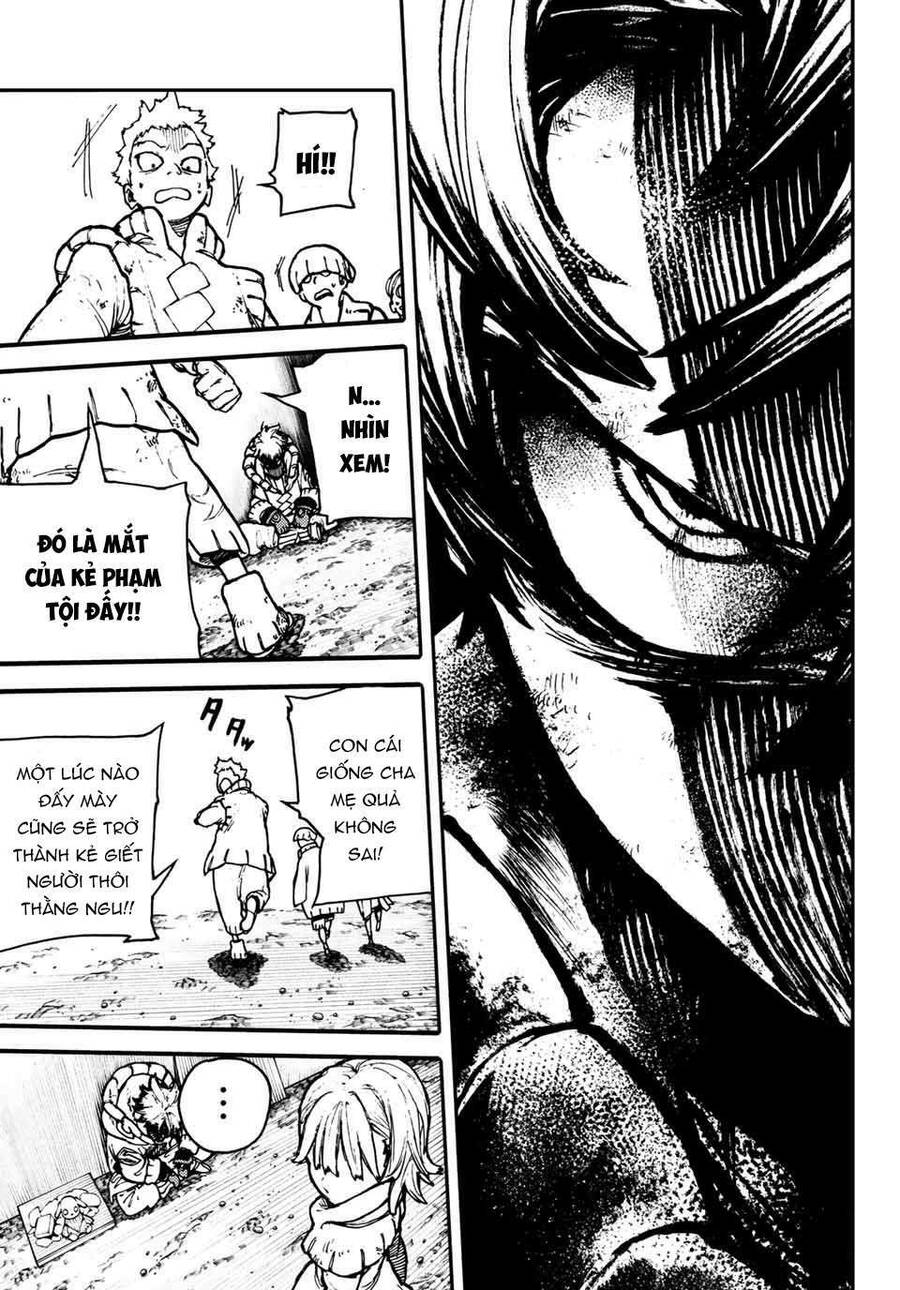 HÍ!!
N...
NHÌN
XEM!
ĐÓ LÀ MẮT
CỦA KẺ PHẠM
TỘI ĐẤY!!
A
A
AW
CON CÁI
GIỐNG CHA
MẸ QUẢ
KHÔNG
SAI!
MỘT LÚC NÀO
ĐẤY MÀY
CŨNG SẼ TRỞ
THÀNH KẺ GIẾT
NGƯỜI THÔI
THẰNG NGU!!
...